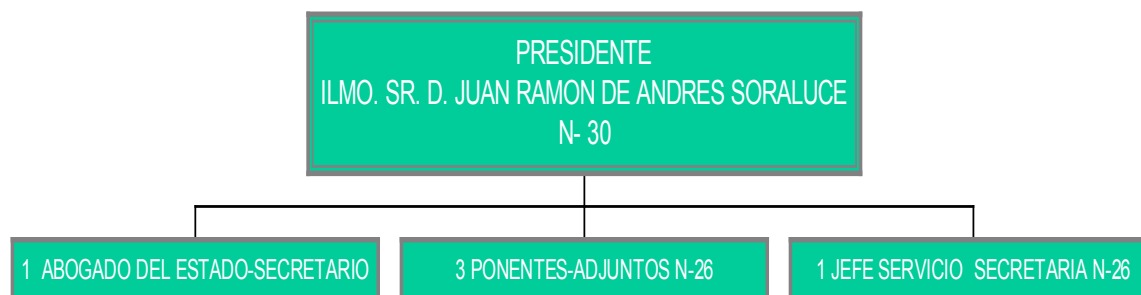 PRESIDENTE
ILMO. SR. D. JUAN RAMON DE ANDRES SORALUCE
N- 30
1 ABOGADO DEL ESTADO-SECRETARIO
3 PONENTES-ADJUNTOS N-26
1 JEFE SERVICIO SECRETARIA N-26